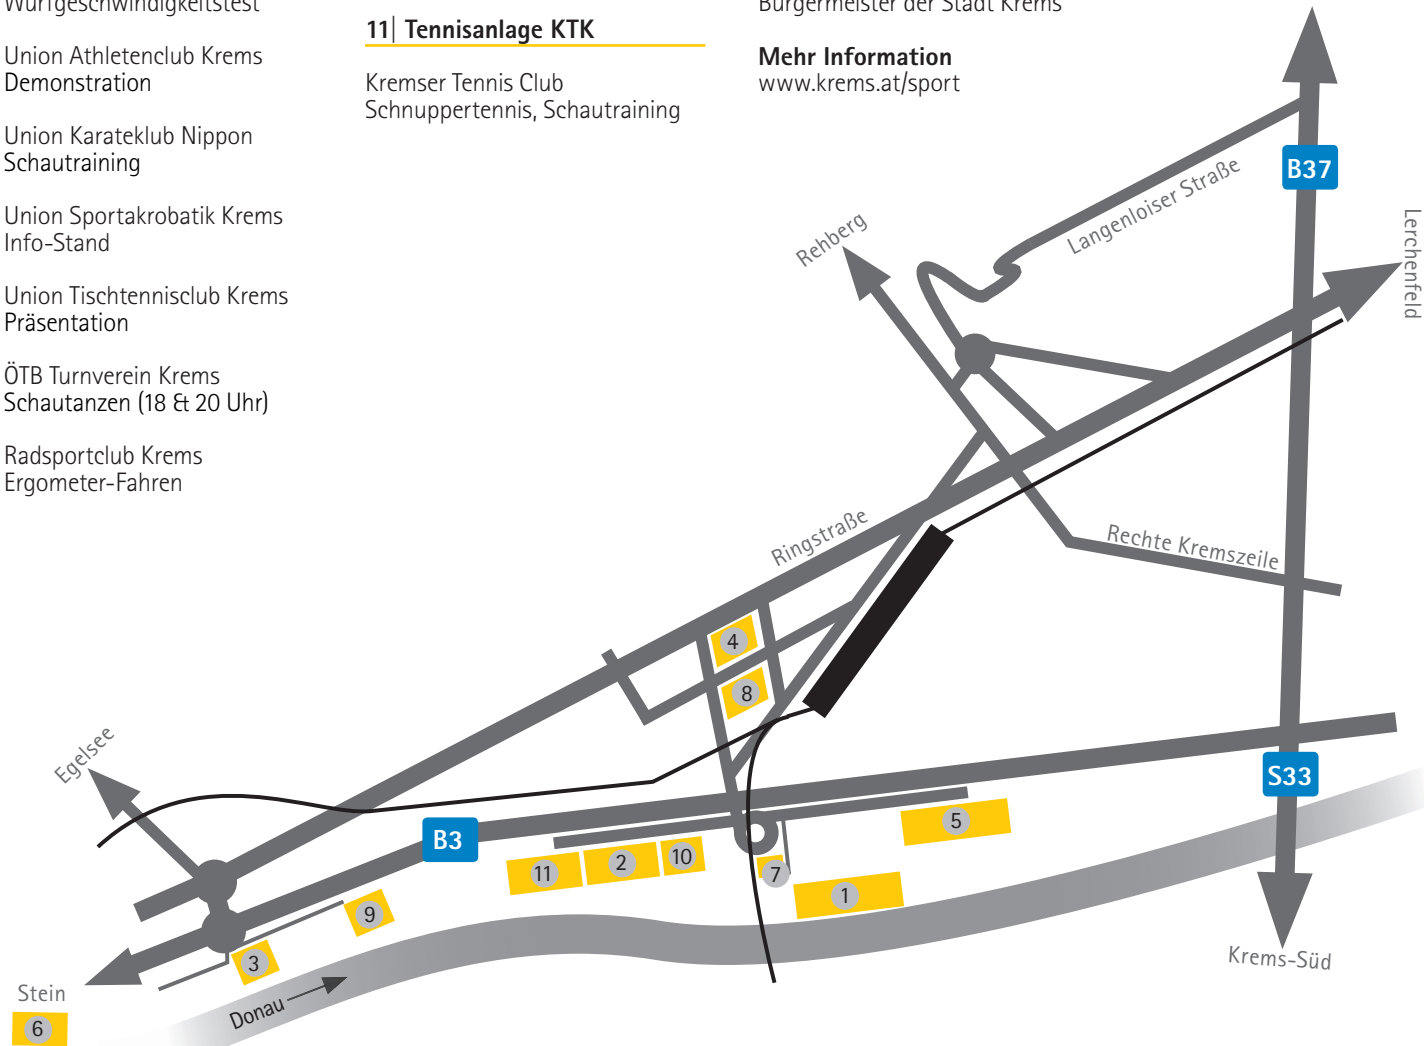 Wurfgeschwindigkeitstest
Union Athletenclub Krems
Demonstration
Union Karateklub Nippon
Schautraining
Union Sportakrobatik Krems
Info-Stand
Union Tischtennisclub Krems
Präsentation
ÖTB Turnverein Krems
Schautanzen (18 & 20 Uhr)
Radsportclub Krems
Ergometer-Fahren
11| Tennisanlage KTK
Kremser Tennis Club
Schnuppertennis, Schautraining
Bürgermeister der Stadt Krems
Mehr Information
www.krems.at/sport
B37
Langenloiser Straße
Rehberg
Lerchenfeld
Ringstraße
Rechte Kremszeile
4
8
Egelsee
S33
B3
5
11
2
10
7
1
9
3
Krems-Süd
Stein
6
Donau